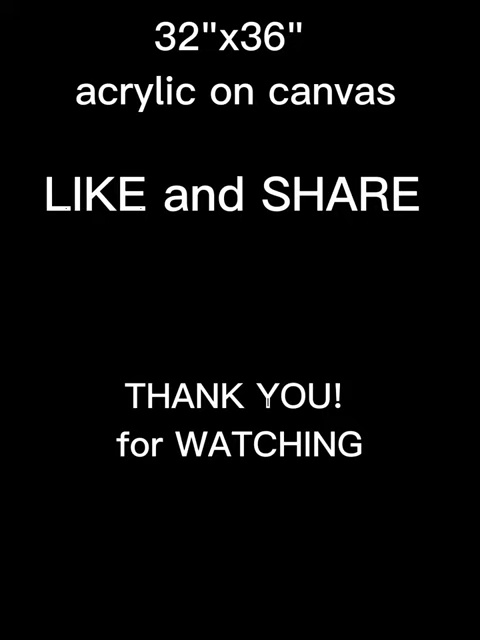 32"x36"
acrylic on canvas
LIKE and SHARE
THANK YOU!
for WATCHING